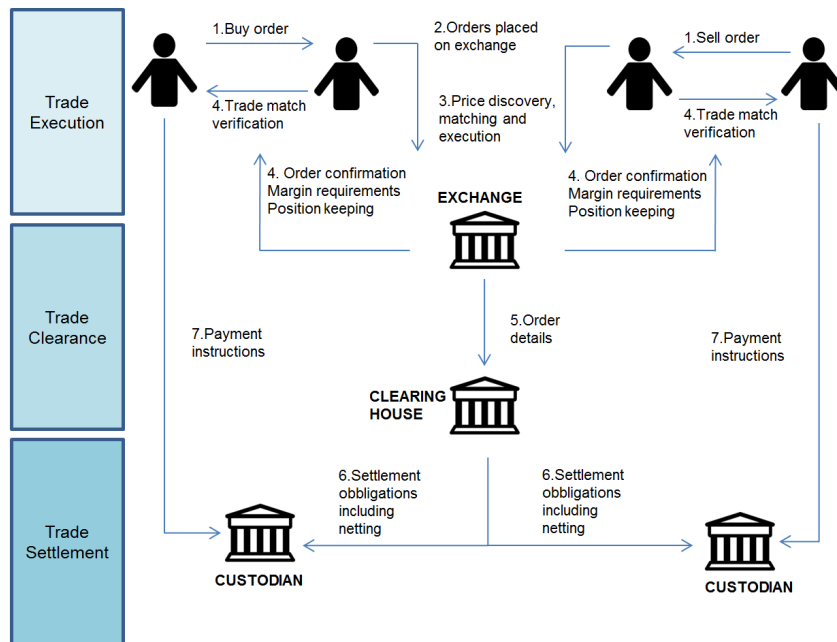 1.Buy order
2.Orders placed
on exchange
1.Sell order
Trade
Execution
4.Trade match
verification
3.Price discovery,
matching and
execution
4.Trade match
verification
4. Order confirmation
Margin requirements
Position keeping
4. Order confirmation
Margin requirements
Position keeping
EXCHANGE
Trade
Clearance
7.Payment
instructions
5.Order
details
7.Payment
instructions
CLEARING
HOUSE
Trade
Settlement
6.Settlement
obbligations
including
netting
6.Settlement
obbligations
including
netting
CUSTODIAN
CUSTODIAN